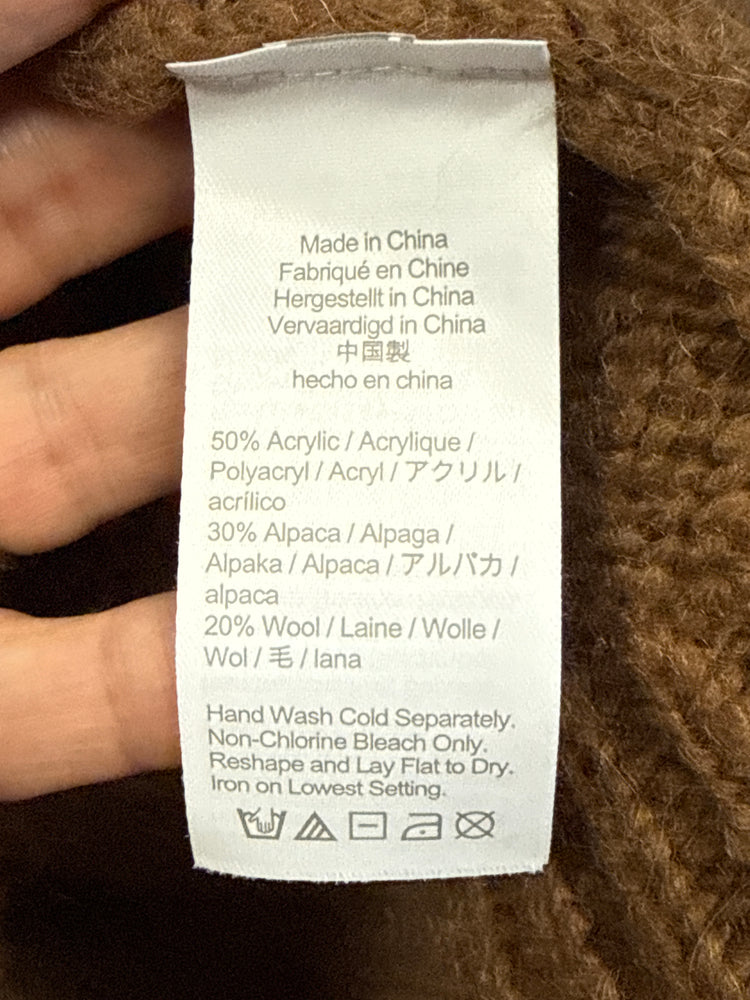 Made in China
Fabriqué en Chine
Hergestellt in China
Vervaardigd in China
中国製
hecho en china
50% Acrylic / Acrylique /
Polyacryl / Acryl / アクリル /
acrílico
30% Alpaca / Alpaga /
Alpaka / Alpaca / アルパカ /
alpaca
20% Wool / Laine / Wolle /
Wol / 毛 / lana
Hand Wash Cold Separately.
Non-Chlorine Bleach Only.
Reshape and Lay Flat to Dry.
Iron on Lowest Setting.